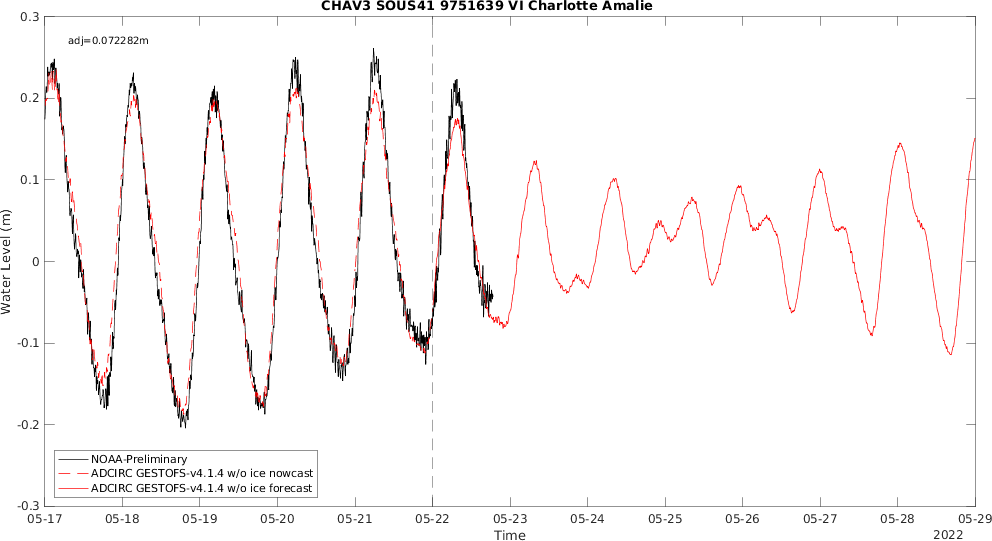 CHAV3 SOUS41 9751639 VI Charlotte Amalie
adj=0.072282m
0.3
0.2
0.1
0
-0.1
-0.2
-0.3
Water Level (m)
NOAA-Preliminary
ADCIRC GESTOFS-v4.1.4 w/o ice nowcast
ADCIRC GESTOFS-v4.1.4 w/o ice forecast
05-17 05-18 05-19 05-20 05-21 05-22 05-23 05-24 05-25 05-26 05-27 05-28 05-29
Time
2022